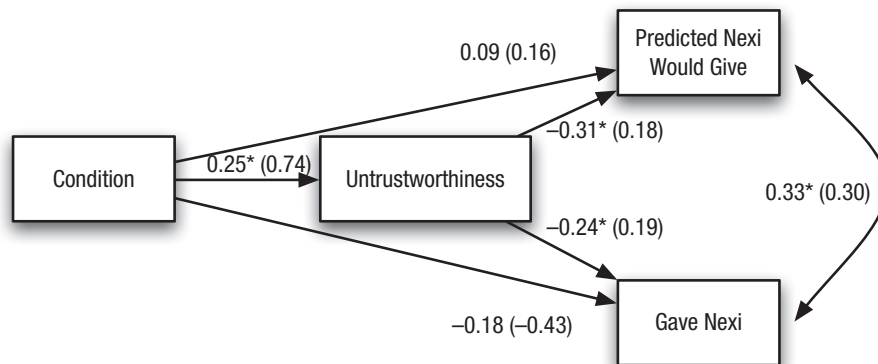 Predicted Nexi
Would Give
0.09 (0.16)
–0.31* (0.18)
Condition
0.25* (0.74)
Untrustworthiness
0.33* (0.30)
–0.24* (0.19)
–0.18 (–0.43)
Gave Nexi